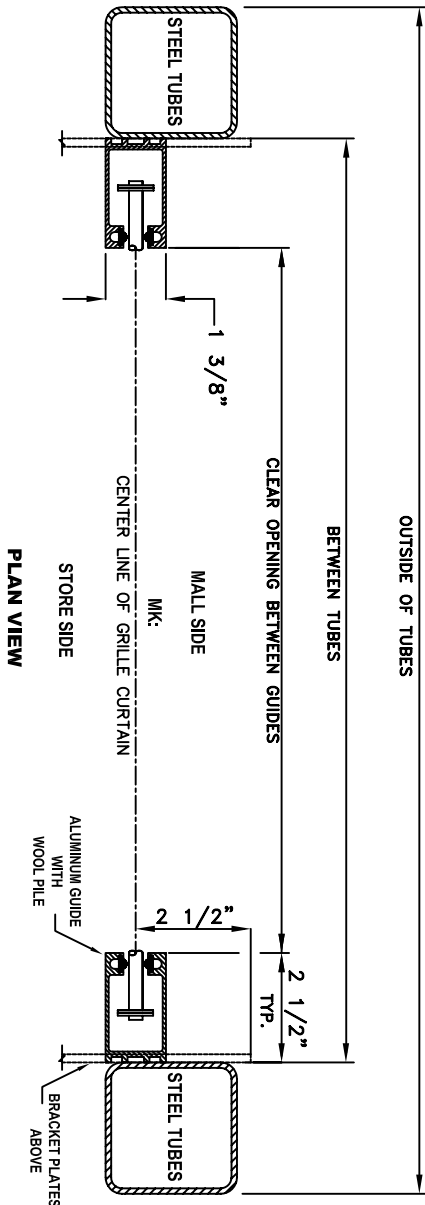 OUTSIDE OF TUBES
BETWEEN TUBES
CLEAR OPENING BETWEEN GUIDES
2 1/2"
TYP.
STEEL TUBES
STEEL TUBES
1 3/8"
2 1/2"
MALL SIDE
MK:
CENTER LINE OF GRILLE CURTAIN
STORE SIDE
ALUMINUM GUIDE
WITH
WOOL PILE
BRACKET PLATES
ABOVE
PLAN VIEW